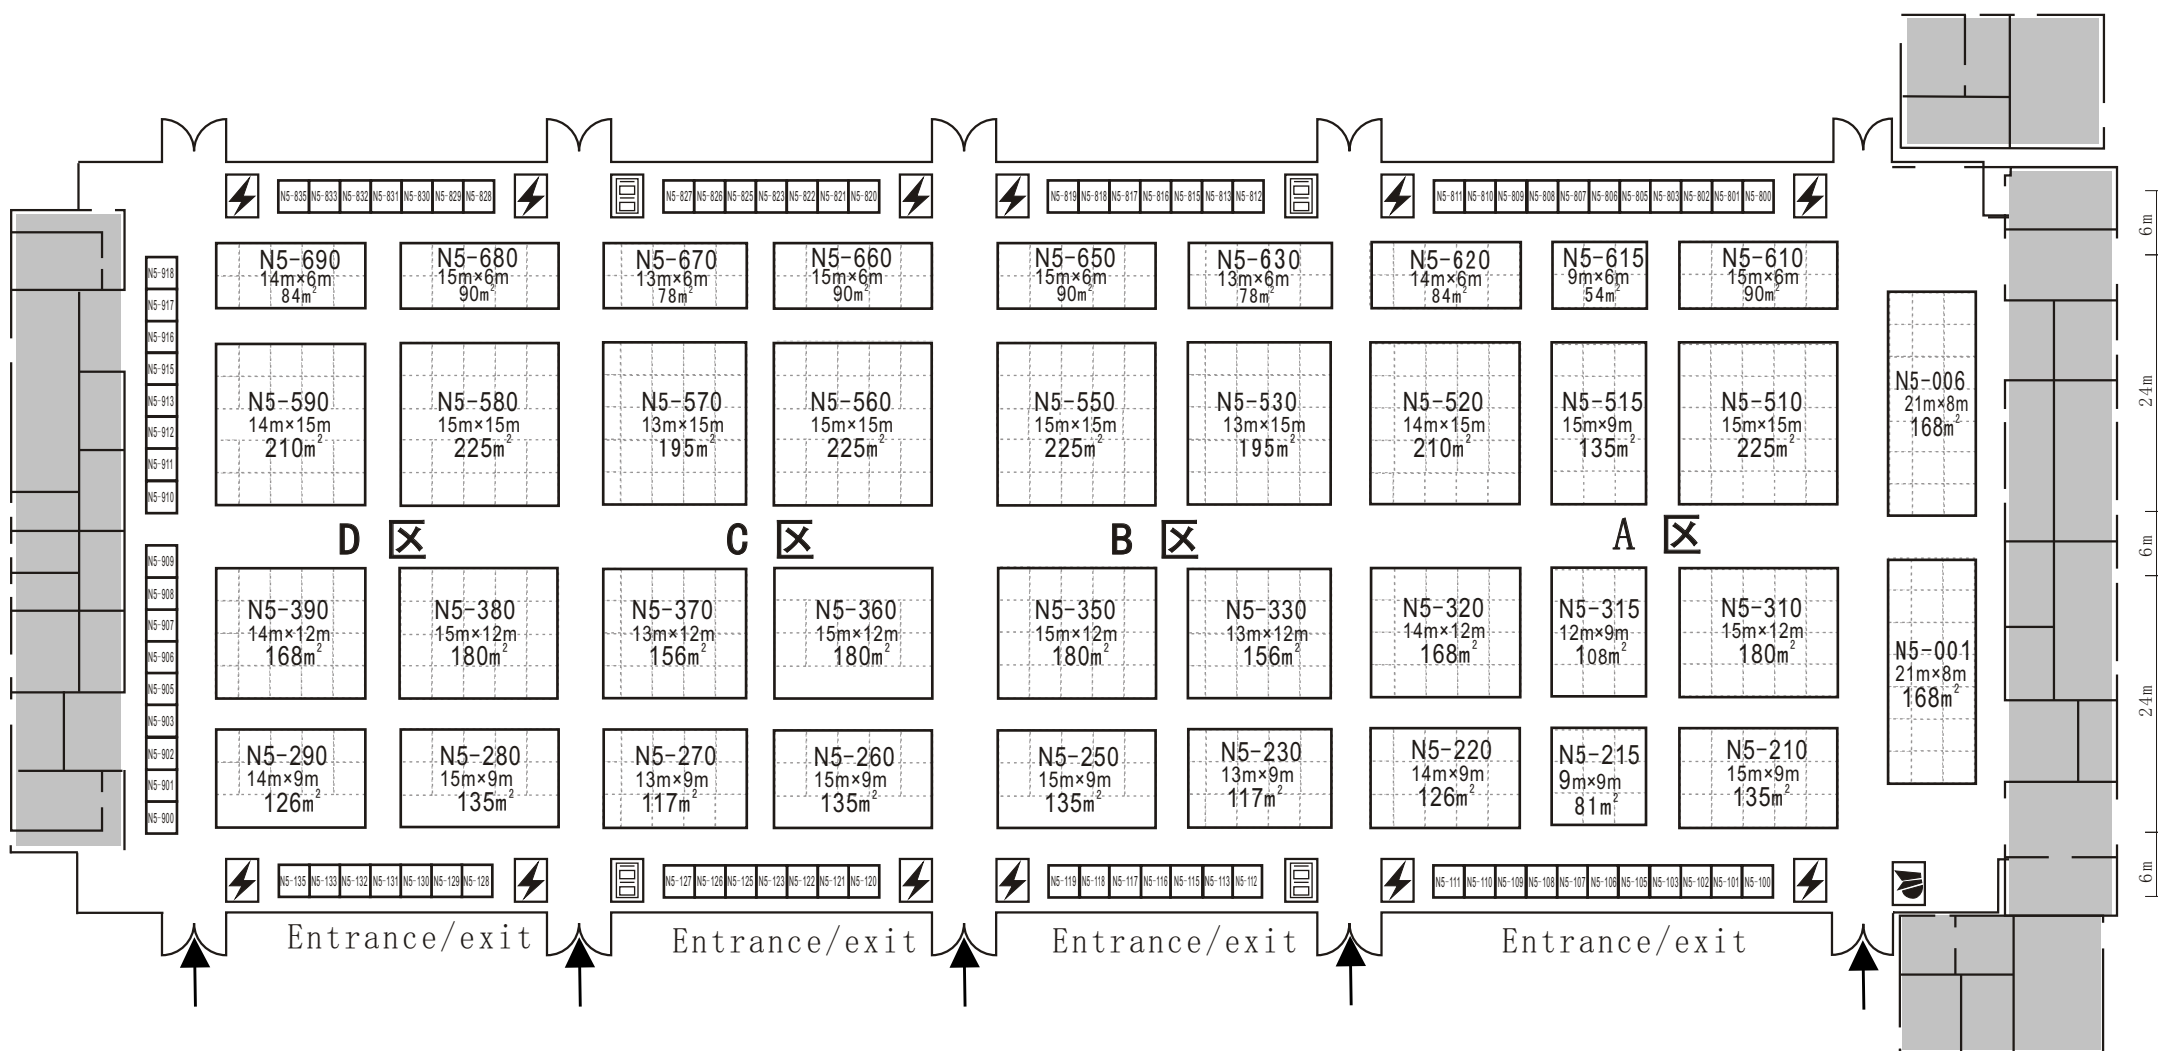 N5-835 N5-833 N5-832 N5-831 N5-830 N5-829 N5-828
N5-827 N5-826 N5-825 N5-823 N5-822 N5-821 N5-820
N5-819 N5-818 N5-817 N5-816 N5-815 N5-813 N5-812
N5-811 N5-810 N5-809 N5-808 N5-807 N5-806 N5-805 N5-803 N5-802 N5-801 N5-800
N5-690
14m×6m
84m²
N5-680
15m×6m
90m²
N5-670
13m×6m
78m²
N5-660
15m×6m
90m²
N5-650
15m×6m
90m²
N5-630
13m×6m
78m²
N5-620
14m×6m
84m²
N5-615
9m×6m
54m²
N5-610
15m×6m
90m²
N5-918
N5-917
N5-916
N5-915
N5-913
N5-912
N5-911
N5-910
N5-590
14m×15m
210m²
N5-580
15m×15m
225m²
N5-570
13m×15m
195m²
N5-560
15m×15m
225m²
N5-550
15m×15m
225m²
N5-530
13m×15m
195m²
N5-520
14m×15m
210m²
N5-515
15m×9m
135m²
N5-510
15m×15m
225m²
N5-006
21m×8m
168m²
D 区
C 区
B 区
A 区
N5-909
N5-908
N5-907
N5-906
N5-905
N5-903
N5-902
N5-901
N5-900
N5-390
14m×12m
168m²
N5-380
15m×12m
180m²
N5-370
13m×12m
156m²
N5-360
15m×12m
180m²
N5-350
15m×12m
180m²
N5-330
13m×12m
156m²
N5-320
14m×12m
168m²
N5-315
12m×9m
108m²
N5-310
15m×12m
180m²
N5-001
21m×8m
168m²
N5-290
14m×9m
126m²
N5-280
15m×9m
135m²
N5-270
13m×9m
117m²
N5-260
15m×9m
135m²
N5-250
15m×9m
135m²
N5-230
13m×9m
117m²
N5-220
14m×9m
126m²
N5-215
9m×9m
81m²
N5-210
15m×9m
135m²
N5-135 N5-133 N5-132 N5-131 N5-130 N5-129 N5-128
N5-127 N5-126 N5-125 N5-123 N5-122 N5-121 N5-120
N5-119 N5-118 N5-117 N5-116 N5-115 N5-113 N5-112
N5-111 N5-110 N5-109 N5-108 N5-107 N5-106 N5-105 N5-103 N5-102 N5-101 N5-100
Entrance/exit
Entrance/exit
Entrance/exit
Entrance/exit
6m
24m
6m
24m
6m